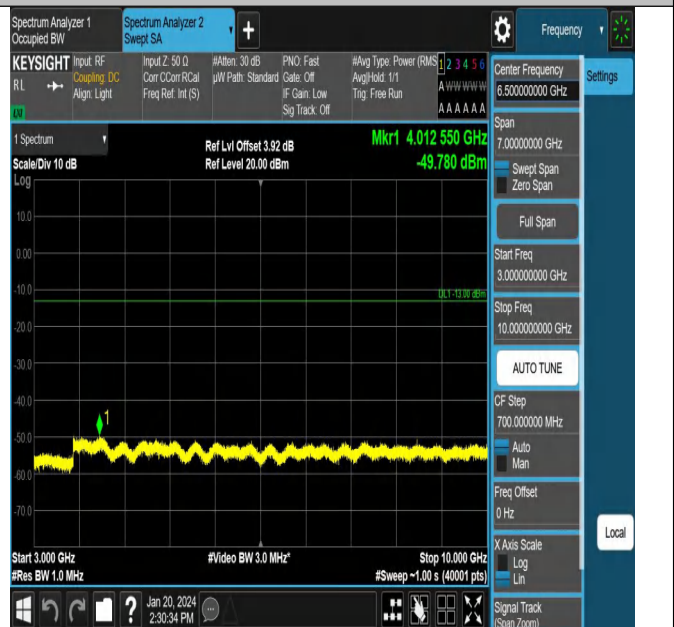 Spectrum Analyzer 1
Occupied BW
Spectrum Analyzer 2
Swept SA
Frequency
KEYSIGHT
RL
LXI
Input: RF
Coupling: DC
Align: Light
Input Z: 50 Ω
Corr CCorr RCal
Freq Ref: Int (S)
#Atten: 30 dB
µW Path: Standard
PNO: Fast
Gate: Off
IF Gain: Low
Sig Track: Off
#Avg Type: Power (RMS
Avg|Hold: 1/1
Trig: Free Run
1 2 3 4 5 6
A W W W W W
A A A A A A
1 Spectrum
Scale/Div 10 dB
Log
Ref Lvl Offset 3.92 dB
Ref Level 20.00 dBm
Mkr1 4.012 550 GHz
-49.780 dBm
10.0
0.00
-10.0
-20.0
-30.0
-40.0
-50.0
-60.0
-70.0
DL1 -13.00 dBm
1
Start 3.000 GHz
#Res BW 1.0 MHz
#Video BW 3.0 MHz*
Stop 10.000 GHz
#Sweep ~1.00 s (40001 pts)
?
Jan 20, 2024
2:30:34 PM
Center Frequency
6.500000000 GHz
Settings
Span
7.00000000 GHz
Swept Span
Zero Span
Full Span
Start Freq
3.000000000 GHz
Stop Freq
10.000000000 GHz
AUTO TUNE
CF Step
700.000000 MHz
Auto
Man
Freq Offset
0 Hz
X Axis Scale
Log
Lin
Local
Signal Track
(Span Zoom)